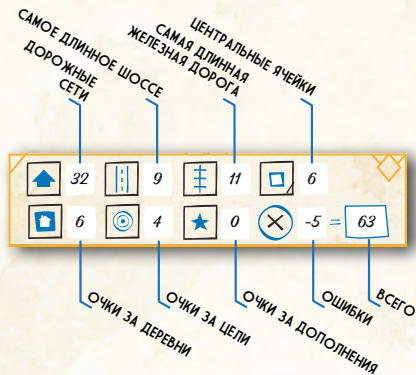 САМОЕ ДЛИННОЕ ШОССЕ
ДОРОЖНЫЕ
СЕТИ
ЦЕНТРАЛЬНЫЕ ЯЧЕЙКИ
САМАЯ ДЛИННАЯ
ЖЕЛЕЗНАЯ ДОРОГА
32 9 11 6
6 4 0 -5 = 63
ОЧКИ ЗА ДЕРЕВНИ
ОЧКИ ЗА ЦЕЛИ
ОЧКИ ЗА ДОПОЛНЕНИЯ
ОШИБКИ
ВСЕГО